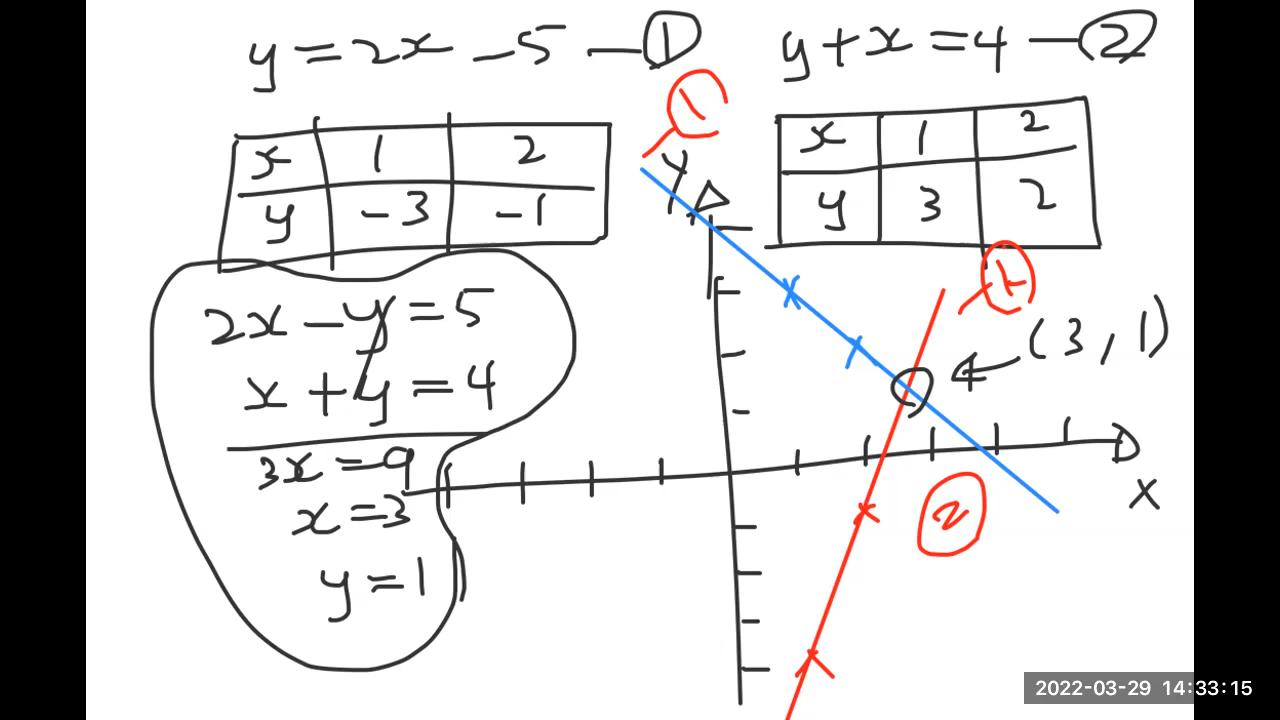 y = 2x - 5 — ①
y + x = 4 — ②
x 1 2
y -3 -1
x 1 2
y 3 2
1
Y
2x - y = 5
x + y = 4
3x = 9
x = 3
y = 1
1
(3, 1)
X
2
2022-03-29 14:33:15